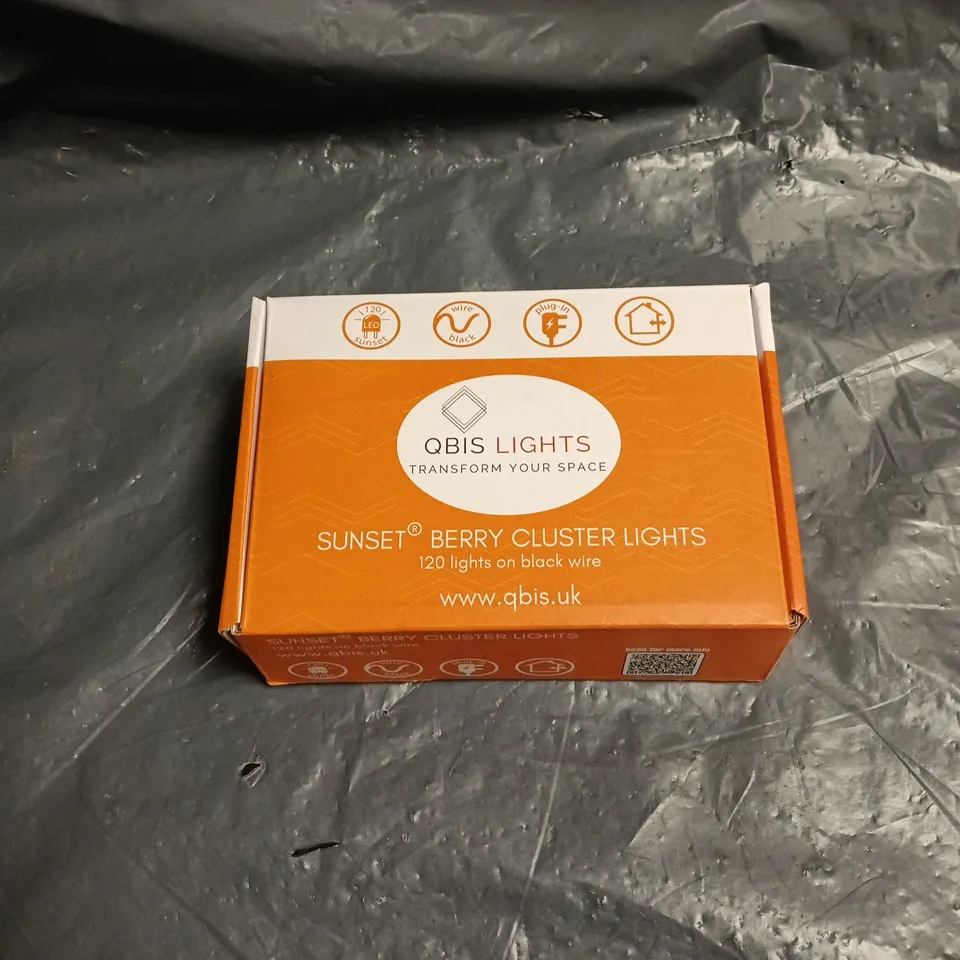 120
LED
sunset
wire
black
plug-in
QBIS LIGHTS
TRANSFORM YOUR SPACE
SUNSET® BERRY CLUSTER LIGHTS
120 lights on black wire
www.qbis.uk
SUNSET® BERRY CLUSTER LIGHTS
120 lights on black wire
www.qbis.uk
scan for more info